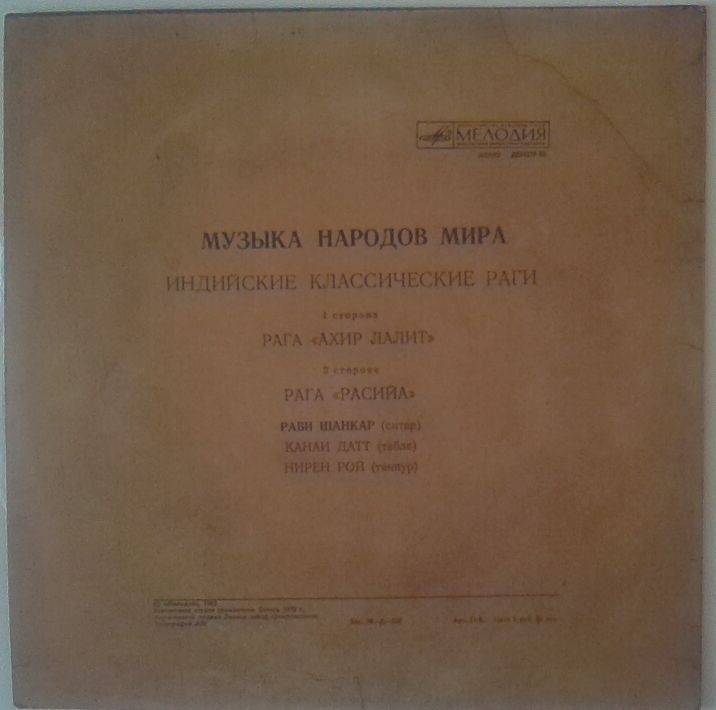 МЕЛОДИЯ
МУЗЫКА НАРОДОВ МИРА
ИНДИЙСКИЕ КЛАССИЧЕСКИЕ РАГИ
1 сторона
РАГА «АХИР ЛАЛИТ»
2 сторона
РАГА «РАСИЙА»
РАВИ ШАНКАР (ситар)
КАНАИ ДАТТ (табла)
НИРЕН РОЙ (танпур)